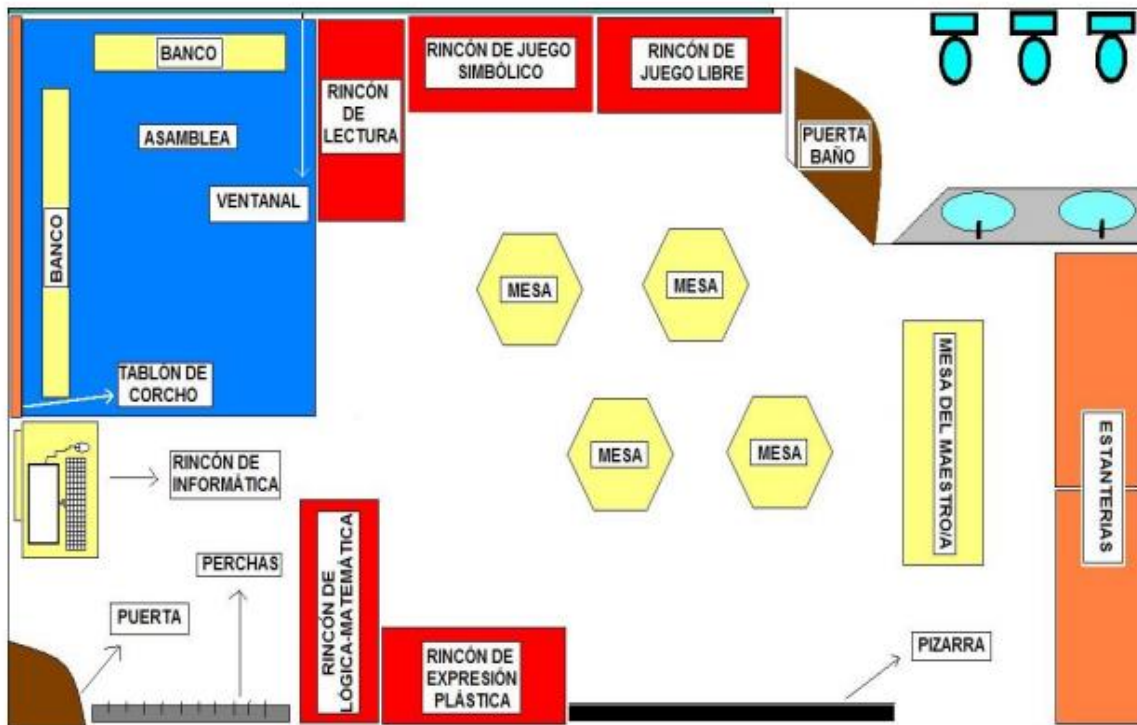 BANCO
ASAMBLEA
BANCO
VENTANAL
TABLÓN DE
CORCHO
RINCÓN
DE
LECTURA
RINCÓN DE JUEGO
SIMBÓLICO
RINCÓN DE
JUEGO LIBRE
PUERTA
BAÑO
MESA
MESA
MESA
MESA
MESA DEL MAESTRO/A
ESTANTERIAS
RINCÓN DE
INFORMÁTICA
PERCHAS
PUERTA
RINCÓN DE
LÓGICA-MATEMÁTICA
RINCÓN DE
EXPRESIÓN
PLÁSTICA
PIZARRA